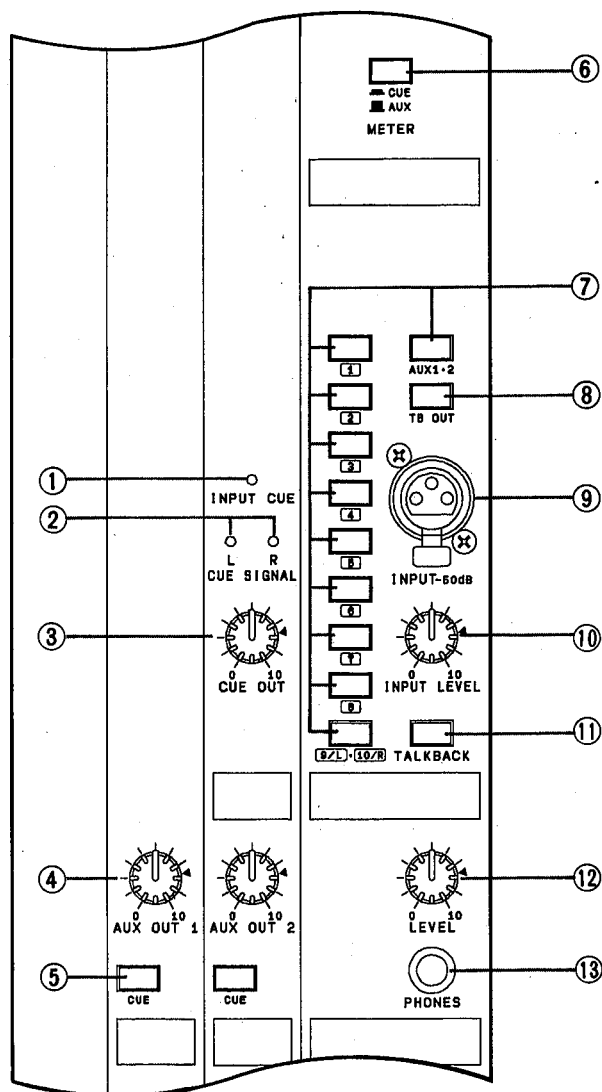 ⑥
CUE
AUX
METER
⑦
1
AUX1·2
2
TB OUT
⑧
3
①
INPUT CUE
4
⑨
②
L R
CUE SIGNAL
5
INPUT-50dB
6
③
0 10
CUE OUT
7
0 10
INPUT LEVEL
⑩
8
9/L·10/R
TALKBACK
⑪
④
0 10
AUX OUT 1
0 10
AUX OUT 2
0 10
LEVEL
⑫
⑤
CUE
CUE
PHONES
⑬